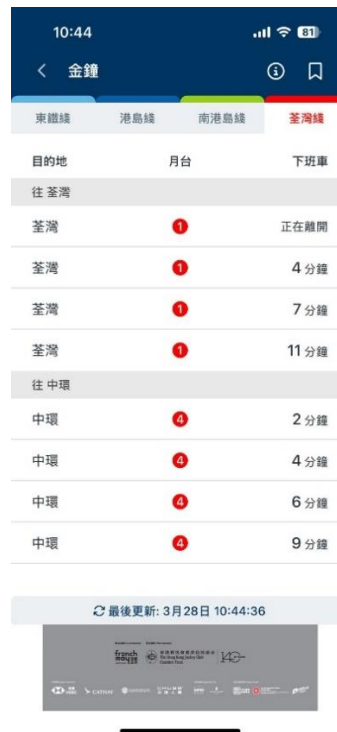 10:44
81
金鐘
東鐵綫 港島綫 南港島綫 荃灣綫
目的地 月台 下班車
往 荃灣
荃灣 1 正在離開
荃灣 1 4 分鐘
荃灣 1 7 分鐘
荃灣 1 11 分鐘
往 中環
中環 4 2 分鐘
中環 4 4 分鐘
中環 4 6 分鐘
中環 4 9 分鐘
最後更新: 3月28日 10:44:36
french
may
140
CATHAY